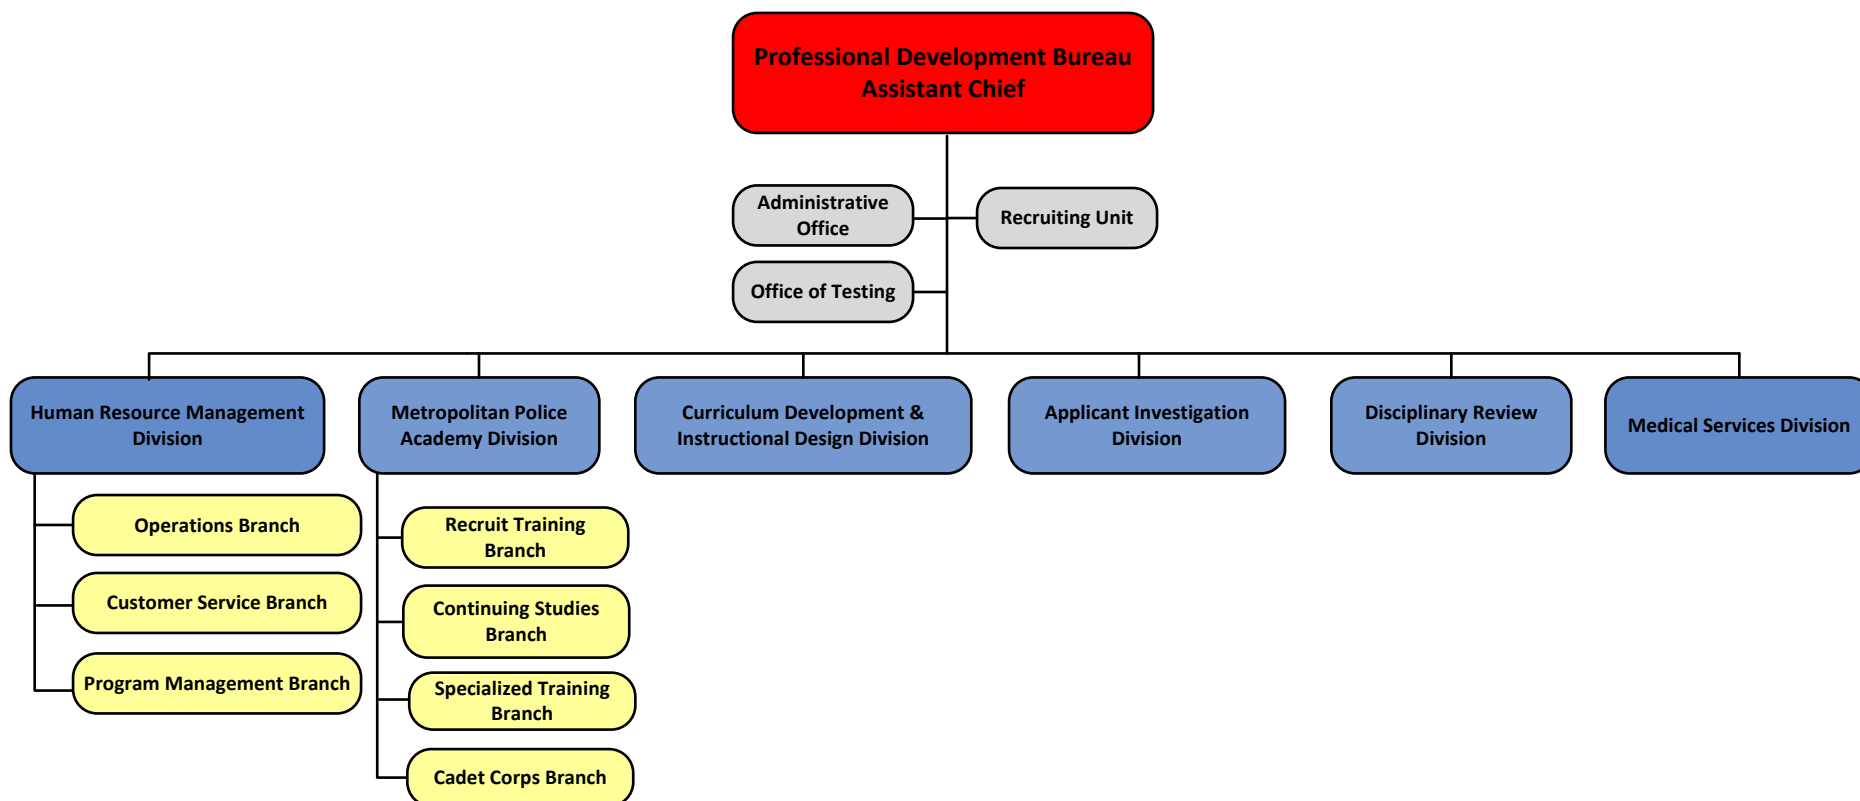 Professional Development Bureau
Assistant Chief
Administrative
Office
Recruiting Unit
Office of Testing
Human Resource Management
Division
Metropolitan Police
Academy Division
Curriculum Development &
Instructional Design Division
Applicant Investigation
Division
Disciplinary Review
Division
Medical Services Division
Operations Branch
Customer Service Branch
Program Management Branch
Recruit Training
Branch
Continuing Studies
Branch
Specialized Training
Branch
Cadet Corps Branch